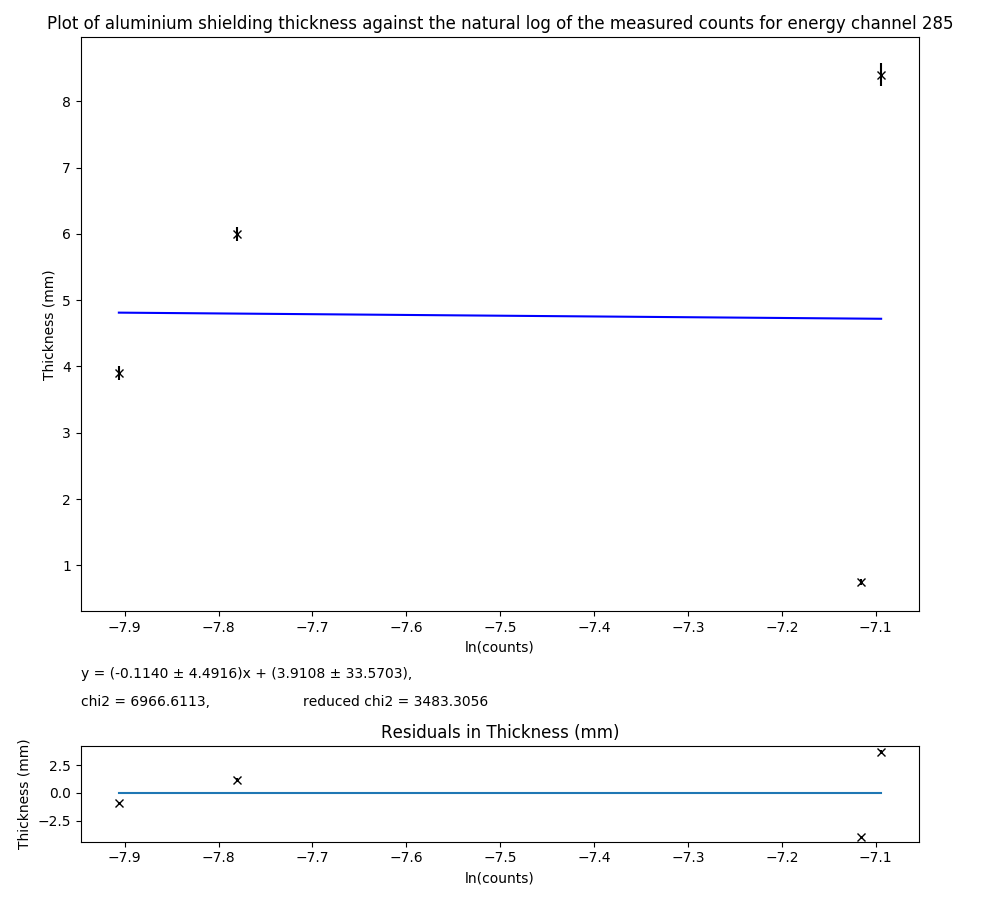 Plot of aluminium shielding thickness against the natural log of the measured counts for energy channel 285
8
7
6
5
4
3
2
1
Thickness (mm)
−7.9 −7.8 −7.7 −7.6 −7.5 −7.4 −7.3 −7.2 −7.1
ln(counts)
y = (-0.1140 ± 4.4916)x + (3.9108 ± 33.5703),
chi2 = 6966.6113, reduced chi2 = 3483.3056
Residuals in Thickness (mm)
2.5
0.0
−2.5
Thickness (mm)
−7.9 −7.8 −7.7 −7.6 −7.5 −7.4 −7.3 −7.2 −7.1
ln(counts)